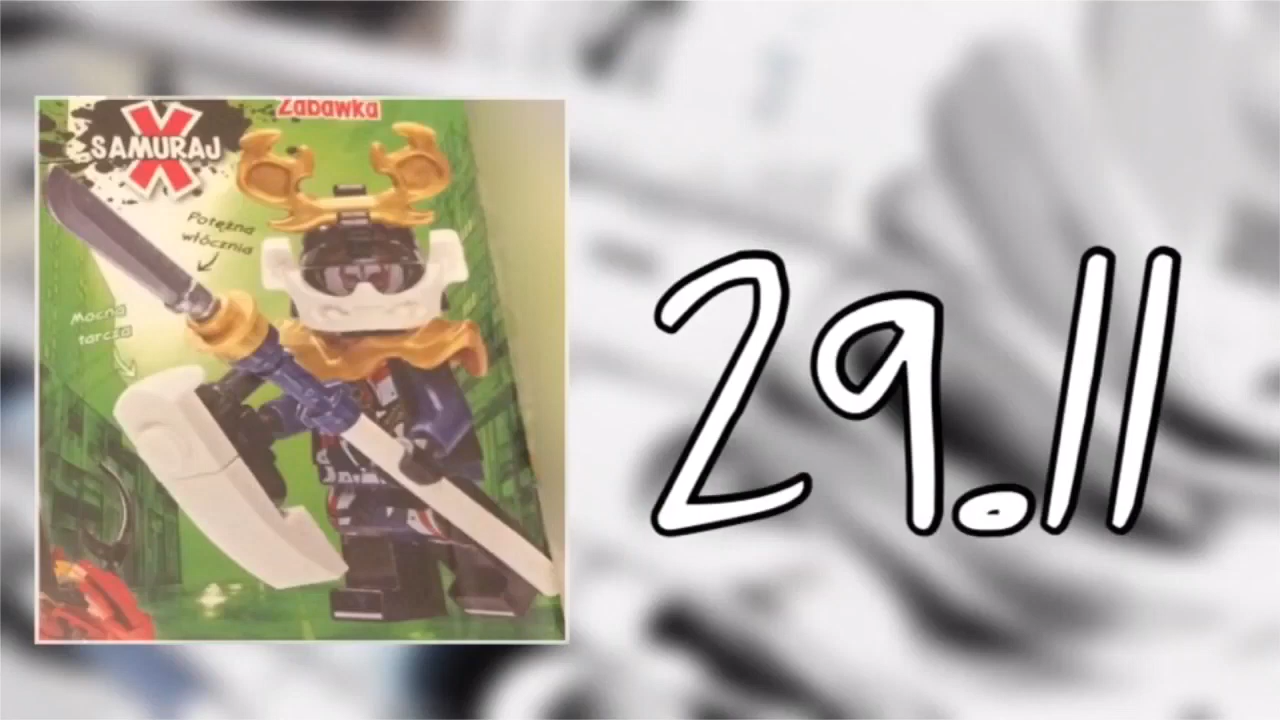 Zabawka
X
SAMURAJ
Potężna
włócznia
Mocna
tarcza
29.11